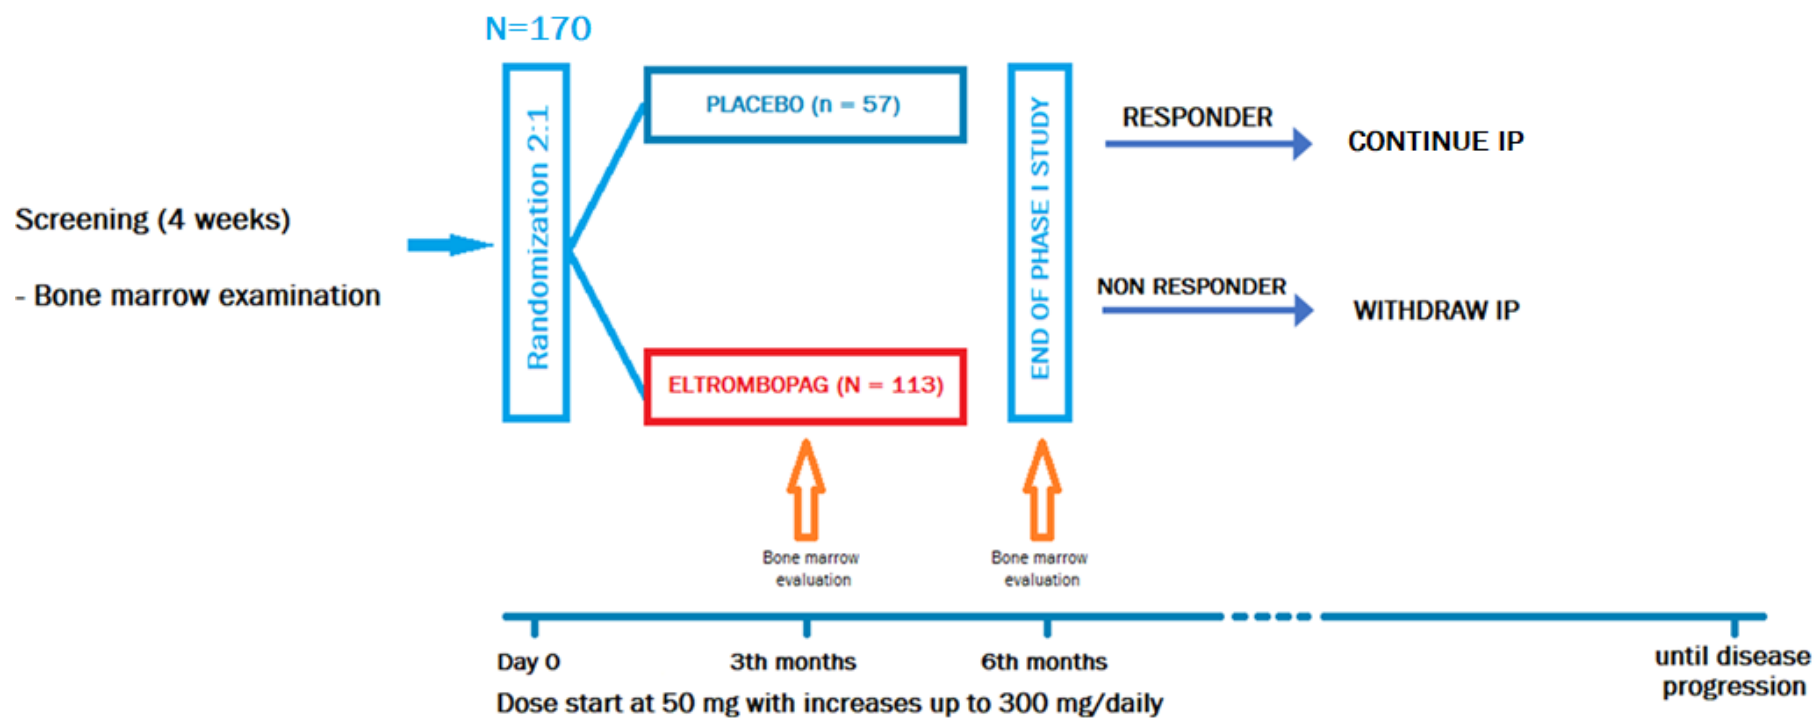 N=170
Screening (4 weeks)
- Bone marrow examination
Randomization 2:1
PLACEBO (n = 57)
ELTROMBOPAG (N = 113)
END OF PHASE I STUDY
RESPONDER
CONTINUE IP
NON RESPONDER
WITHDRAW IP
Bone marrow
evaluation
Bone marrow
evaluation
Day 0
3th months
6th months
until disease
progression
Dose start at 50 mg with increases up to 300 mg/daily